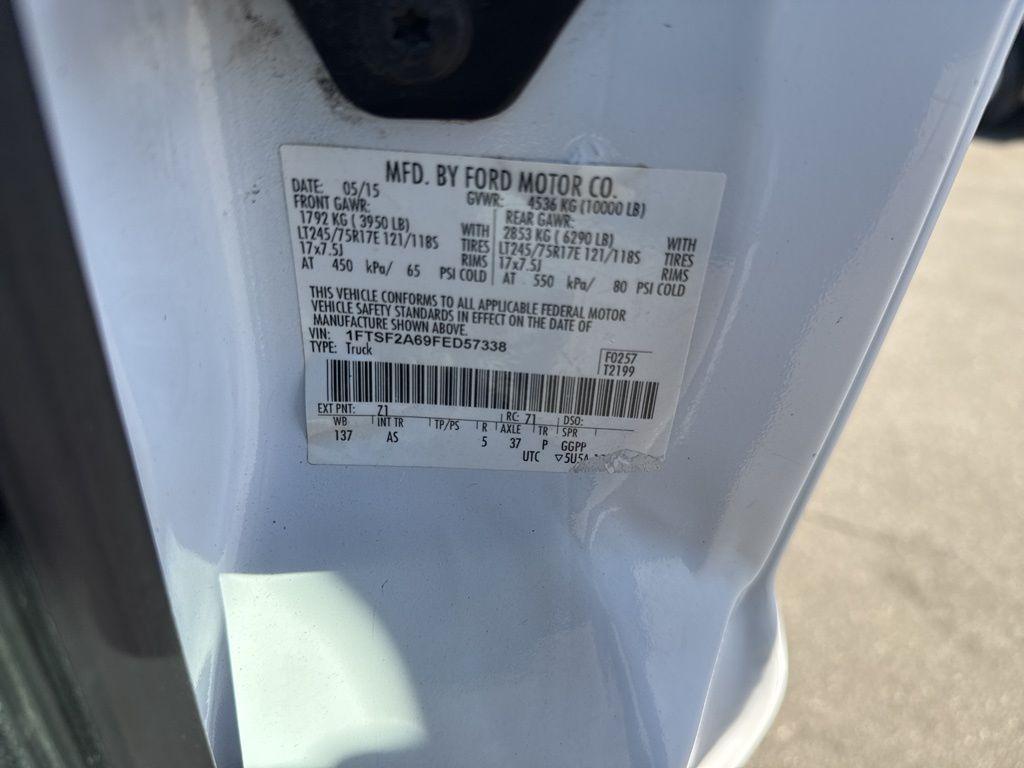 MFD. BY FORD MOTOR CO.
DATE: 05/15 GVWR: 4536 KG (10000 LB)
FRONT GAWR: REAR GAWR:
1792 KG ( 3950 LB) WITH 2853 KG ( 6290 LB) WITH
LT245/75R17E 121/118S TIRES LT245/75R17E 121/118S TIRES
17x7.5J RIMS 17x7.5J RIMS
AT 450 kPa/ 65 PSI COLD AT 550 kPa/ 80 PSI COLD
THIS VEHICLE CONFORMS TO ALL APPLICABLE FEDERAL MOTOR
VEHICLE SAFETY STANDARDS IN EFFECT ON THE DATE OF
MANUFACTURE SHOWN ABOVE.
VIN: 1FTSF2A69FED57338
TYPE: Truck F0257
T2199
EXT PNT: Z1 RC: 71 DSO:
WB INT TR TP/PS R AXLE TR SPR
137 AS 5 37 P GGPP
UTC ▽5U5A